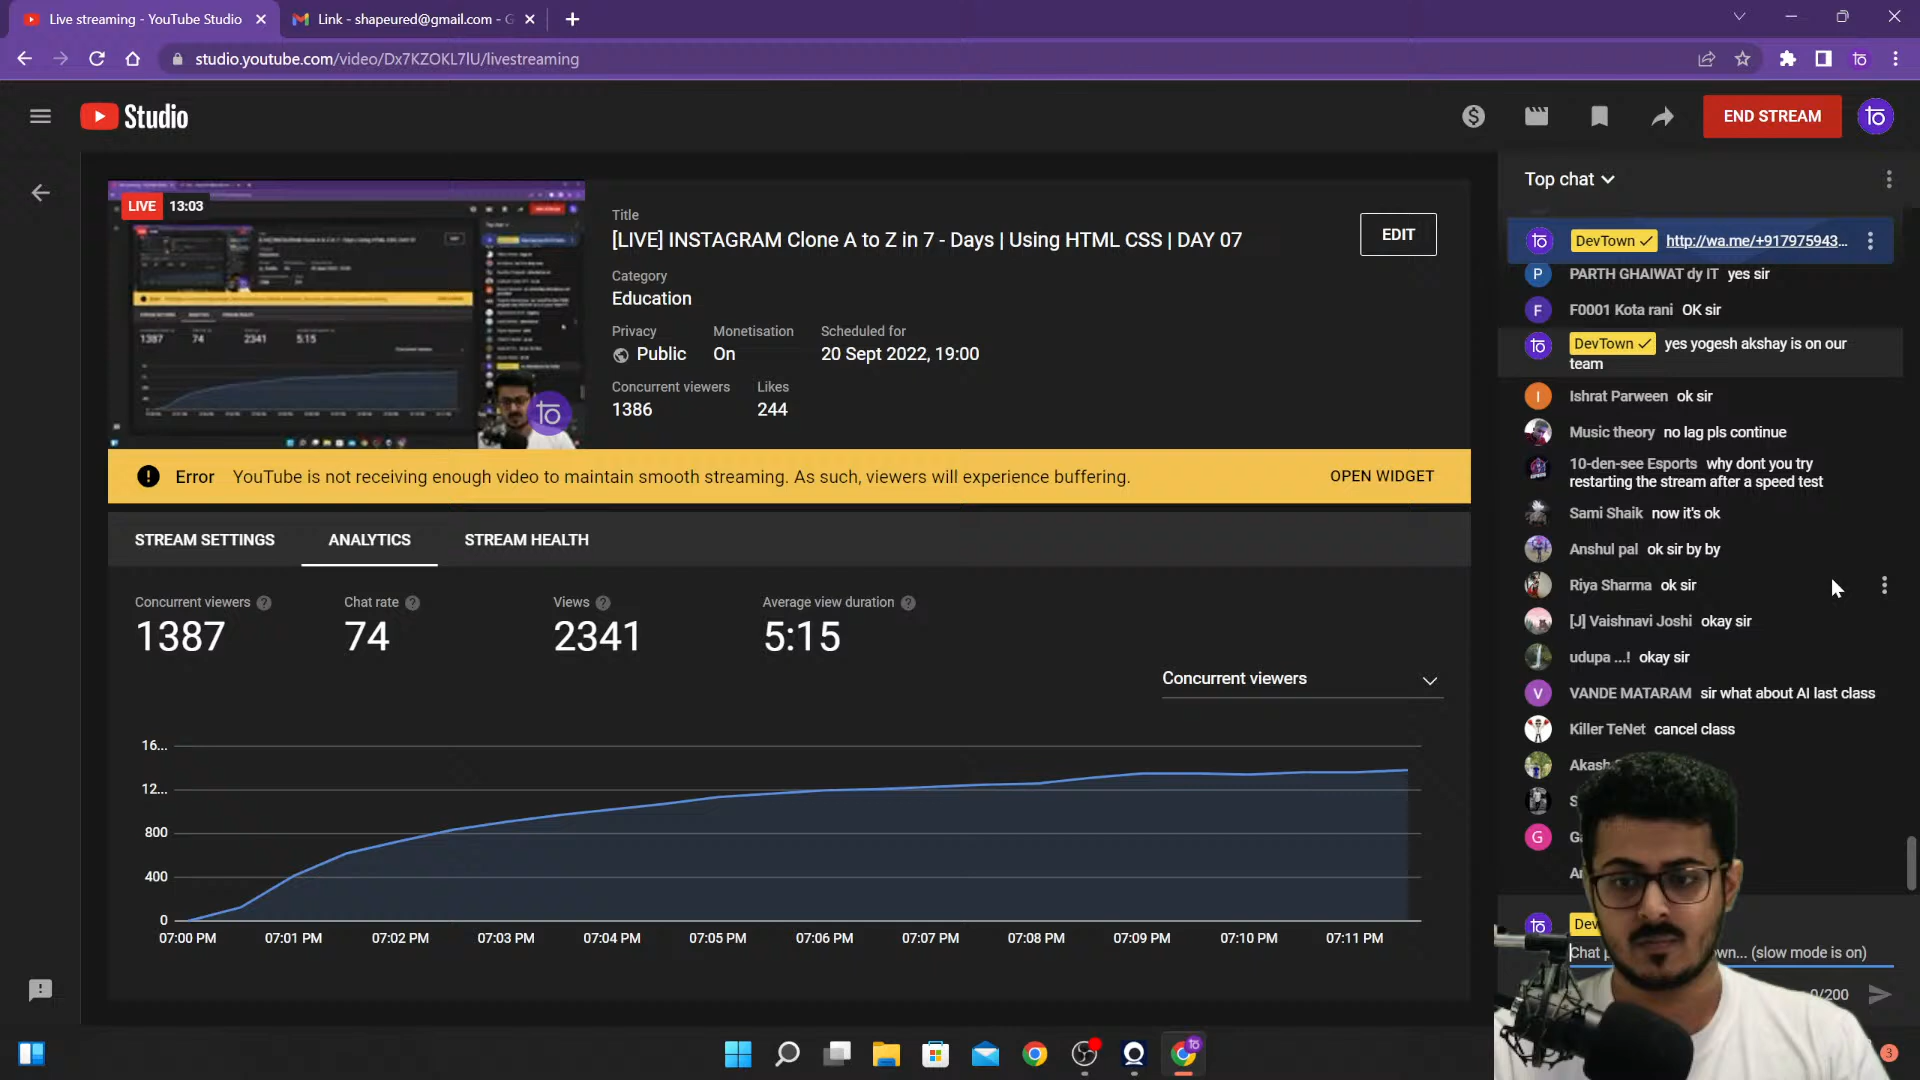 Live streaming - YouTube Studio
Link - shapeured@gmail.com - G
studio.youtube.com/video/Dx7KZOKL7lU/livestreaming
Studio
END STREAM
LIVE 13:03
Title
[LIVE] INSTAGRAM Clone A to Z in 7 - Days | Using HTML CSS | DAY 07
EDIT
Category
Education
Privacy
Public
Monetisation
On
Scheduled for
20 Sept 2022, 19:00
Concurrent viewers
1386
Likes
244
Error YouTube is not receiving enough video to maintain smooth streaming. As such, viewers will experience buffering.
OPEN WIDGET
STREAM SETTINGS
ANALYTICS
STREAM HEALTH
Concurrent viewers
1387
Chat rate
74
Views
2341
Average view duration
5:15
Concurrent viewers
16...
12...
800
400
0
07:00 PM 07:01 PM 07:02 PM 07:03 PM 07:04 PM 07:05 PM 07:06 PM 07:07 PM 07:08 PM 07:09 PM 07:10 PM 07:11 PM
Top chat
DevTown http://wa.me/+917975943...
PARTH GHAIWAT dy IT yes sir
F0001 Kota rani OK sir
DevTown yes yogesh akshay is on our
team
Ishrat Parween ok sir
Music theory no lag pls continue
10-den-see Esports why dont you try
restarting the stream after a speed test
Sami Shaik now it's ok
Anshul pal ok sir by by
Riya Sharma ok sir
[J] Vaishnavi Joshi okay sir
udupa ...! okay sir
VANDE MATARAM sir what about AI last class
Killer TeNet cancel class
Akash
Dev
Chat wn... (slow mode is on)
0/200
3